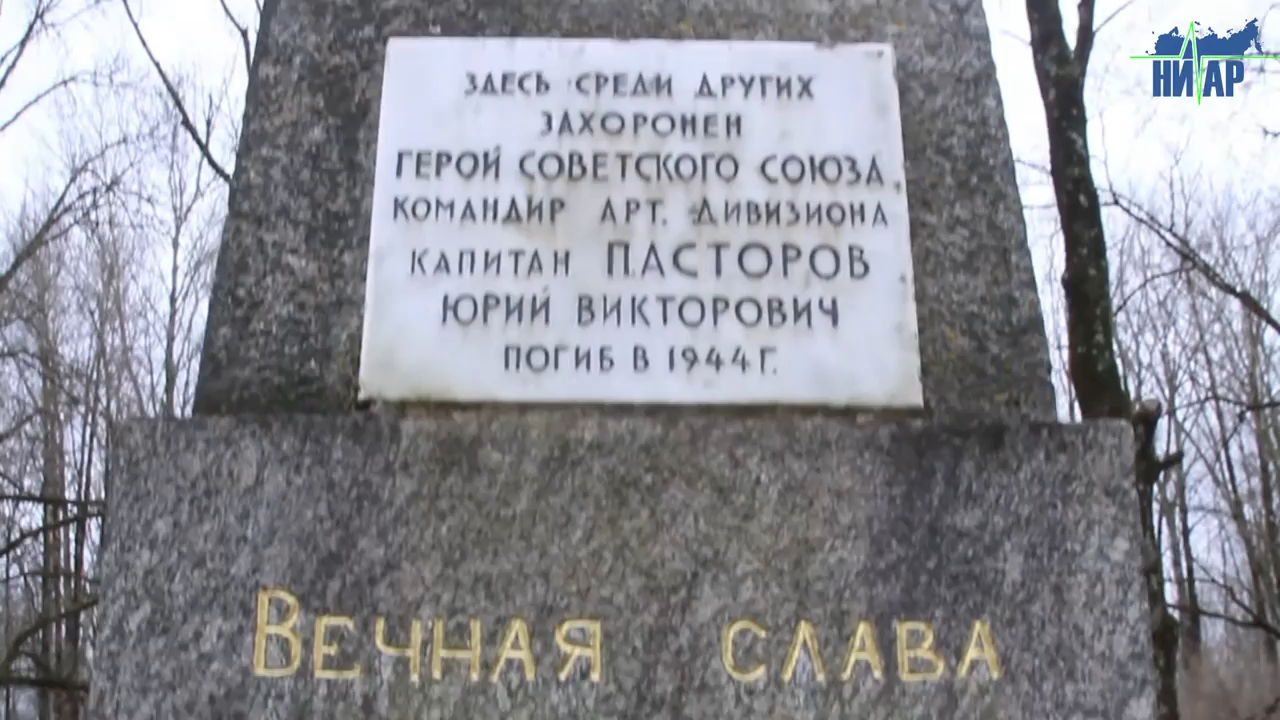 НИАР
ЗДЕСЬ СРЕДИ ДРУГИХ
ЗАХОРОНЕН
ГЕРОЙ СОВЕТСКОГО СОЮЗА,
КОМАНДИР АРТ. ДИВИЗИОНА
КАПИТАН ПАСТОРОВ
ЮРИЙ ВИКТОРОВИЧ
ПОГИБ В 1944 Г.
ВЕЧНАЯ СЛАВА